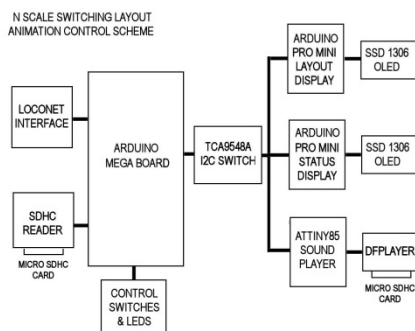 N SCALE SWITCHING LAYOUT
ANIMATION CONTROL SCHEME
LOCONET
INTERFACE
SDHC
READER
MICRO SDHC
CARD
ARDUINO
MEGA BOARD
CONTROL
SWITCHES
& LEDS
TCA9548A
I2C SWITCH
ARDUINO
PRO MINI
LAYOUT
DISPLAY
SSD 1306
OLED
ARDUINO
PRO MINI
STATUS
DISPLAY
SSD 1306
OLED
ATTINY85
SOUND
PLAYER
DFPLAYER
MICRO SDHC
CARD